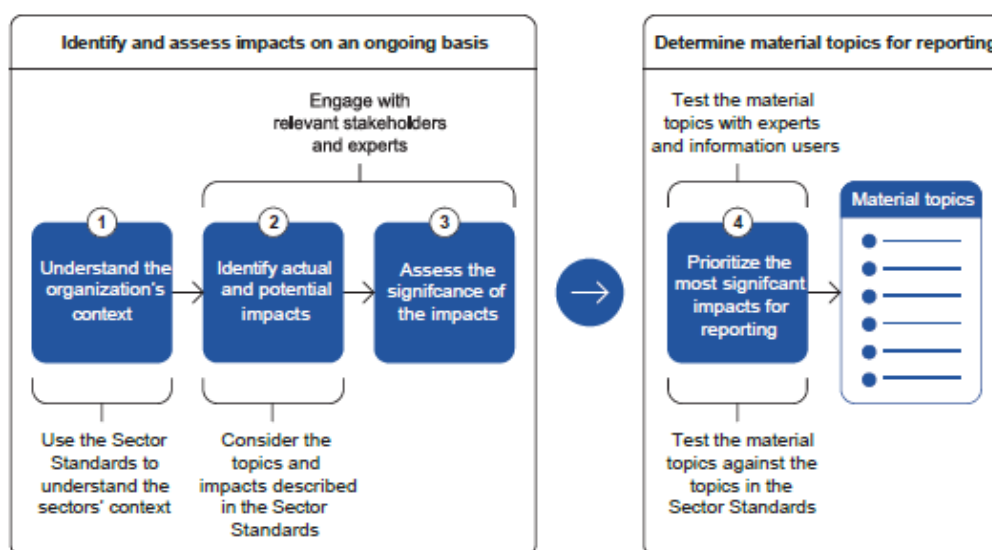 Identify and assess impacts on an ongoing basis
Engage with
relevant stakeholders
and experts
1
Understand the
organization's
context
2
Identify actual
and potential
impacts
3
Assess the
signifcance of
the impacts
Use the Sector
Standards to
understand the
sectors' context
Consider the
topics and
impacts described
in the Sector
Standards
Determine material topics for reporting
Test the material
topics with experts
and information users
4
Prioritize the
most signifcant
impacts for
reporting
Material topics
Test the material
topics against the
topics in the
Sector Standards